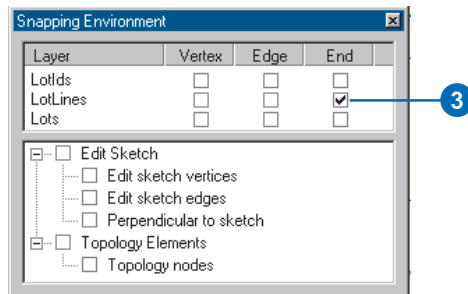 Snapping Environment
Layer Vertex Edge End
LotIds
LotLines
3
Lots
Edit Sketch
Edit sketch vertices
Edit sketch edges
Perpendicular to sketch
Topology Elements
Topology nodes